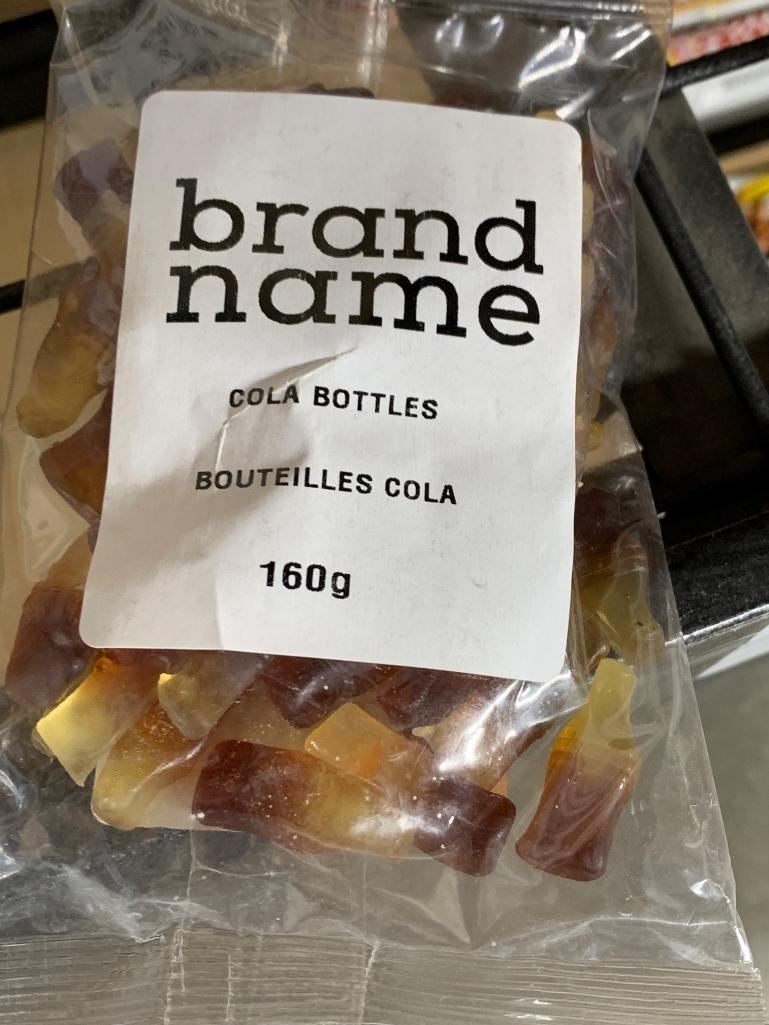 brand
name
COLA BOTTLES
BOUTEILLES COLA
160g